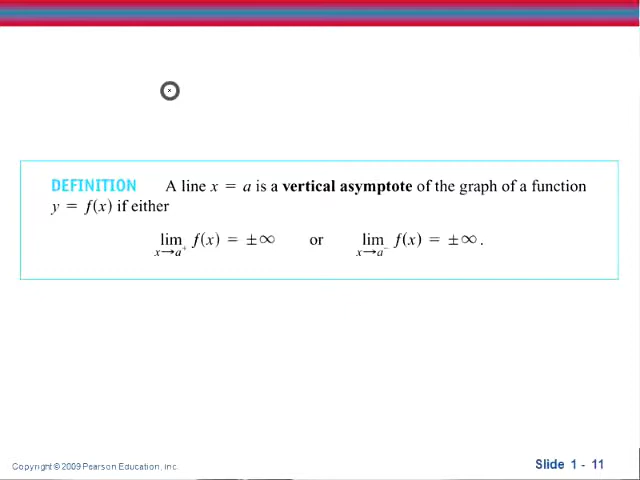 DEFINITION A line x = a is a vertical asymptote of the graph of a function
y = f(x) if either
lim x→a⁺ f(x) = ±∞ or lim x→a⁻ f(x) = ±∞.
Copyright © 2009 Pearson Education, Inc.
Slide 1 - 11